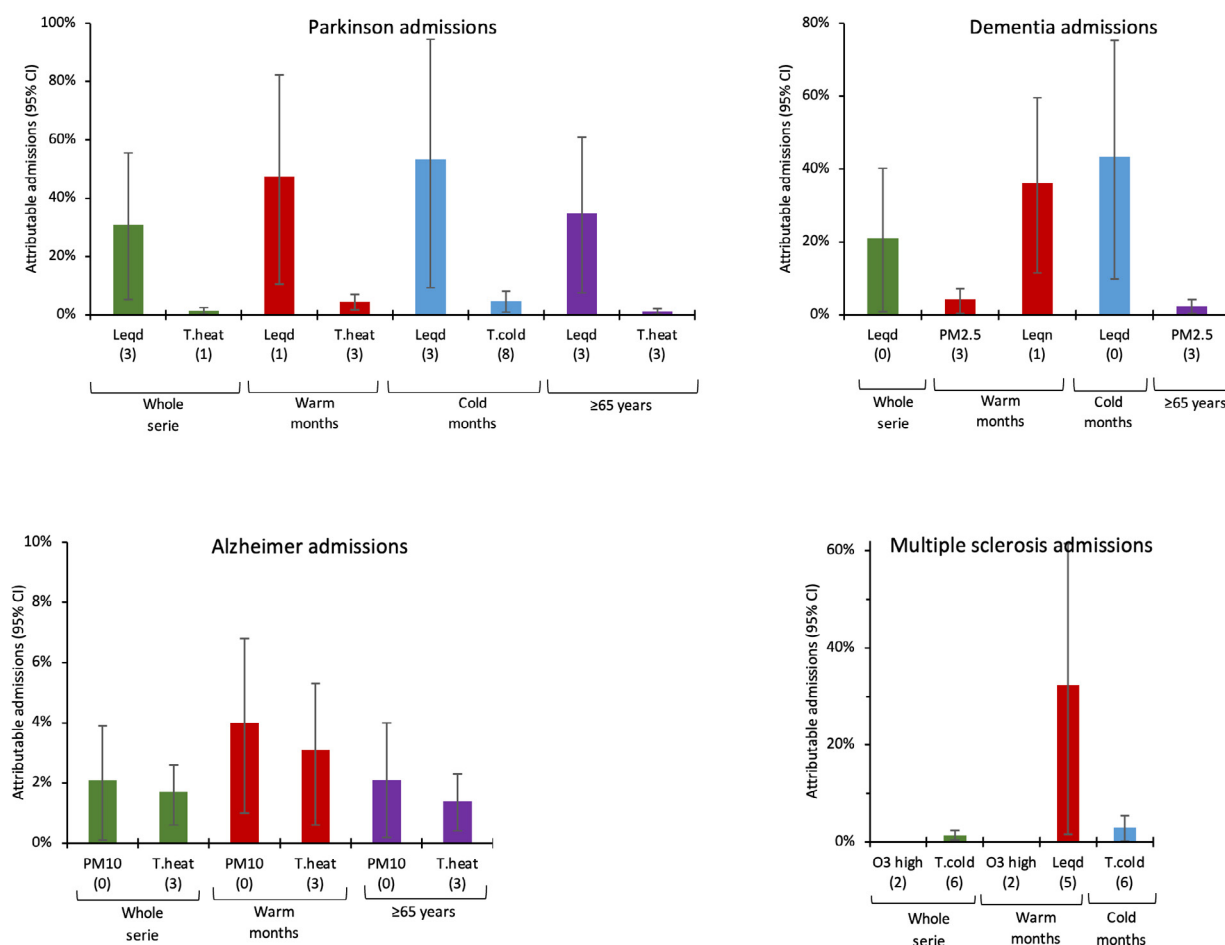 Parkinson admissions
Attributable admissions (95% CI)
100%
80%
60%
40%
20%
0%
Leqd T.heat Leqd T.heat Leqd T.cold Leqd T.heat
(3) (1) (1) (3) (3) (8) (3) (3)
Whole Warm Cold ≥65 years
serie months months
Dementia admissions
Attributable admissions (95% CI)
80%
60%
40%
20%
0%
Leqd PM2.5 Leqn Leqd PM2.5
(0) (3) (1) (0) (3)
Whole Warm Cold ≥65 years
serie months months
Alzheimer admissions
Attributable admissions (95% CI)
10%
8%
6%
4%
2%
0%
PM10 T.heat PM10 T.heat PM10 T.heat
(0) (3) (0) (3) (0) (3)
Whole Warm ≥65 years
serie months
Multiple sclerosis admissions
Attributable admissions (95% CI)
60%
40%
20%
0%
O3 high T.cold O3 high Leqd T.cold
(2) (6) (2) (5) (6)
Whole Warm Cold
serie months months